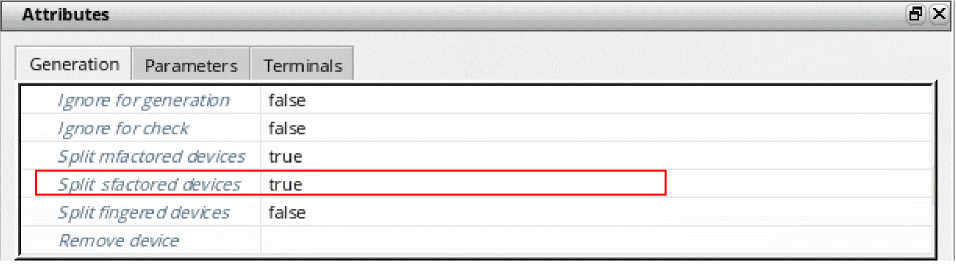 Attributes
Generation Parameters Terminals
Ignore for generation false
Ignore for check false
Split mfactored devices true
Split sfactored devices true
Split fingered devices false
Remove device